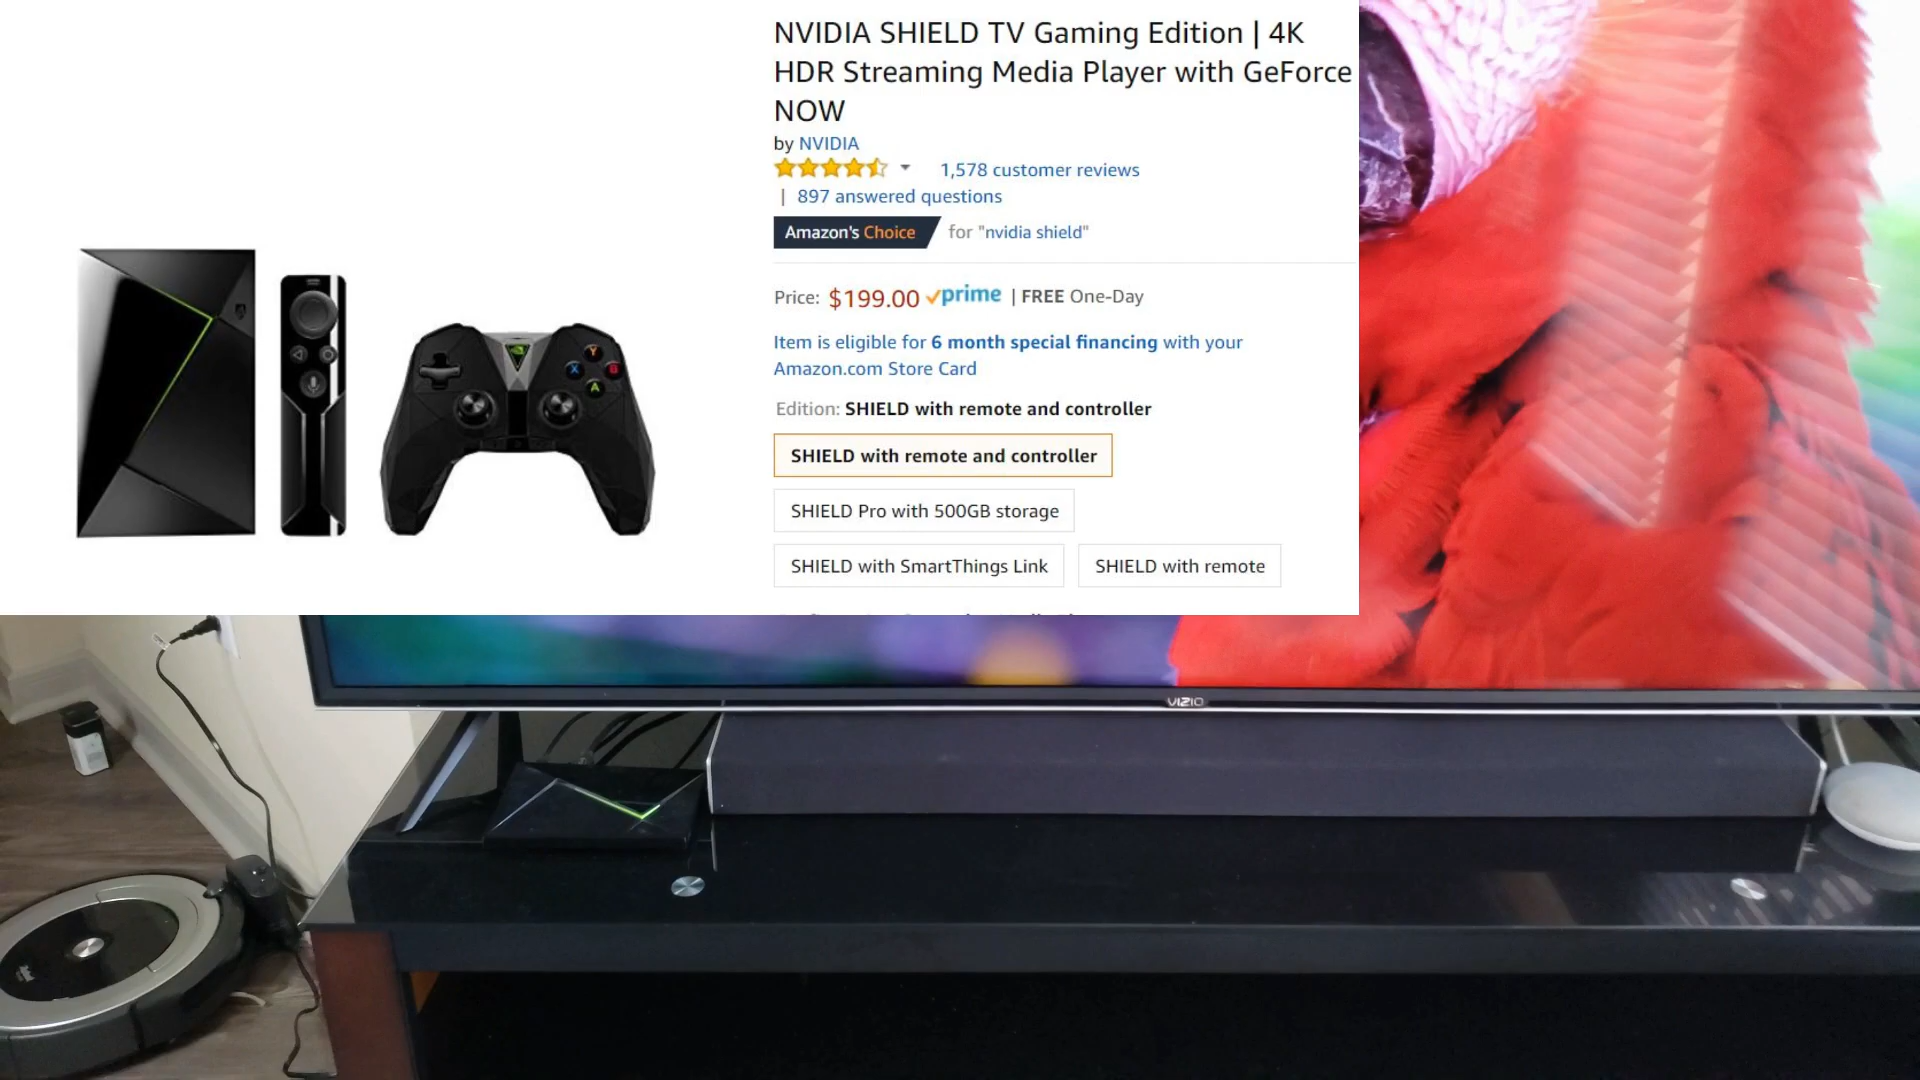 NVIDIA SHIELD TV Gaming Edition | 4K
HDR Streaming Media Player with GeForce
NOW
by NVIDIA
1,578 customer reviews
| 897 answered questions
Amazon's Choice for "nvidia shield"
Price: $199.00 prime | FREE One-Day
Item is eligible for 6 month special financing with your
Amazon.com Store Card
Edition: SHIELD with remote and controller
SHIELD with remote and controller
SHIELD Pro with 500GB storage
SHIELD with SmartThings Link SHIELD with remote
Y
X B
A
VIZIO